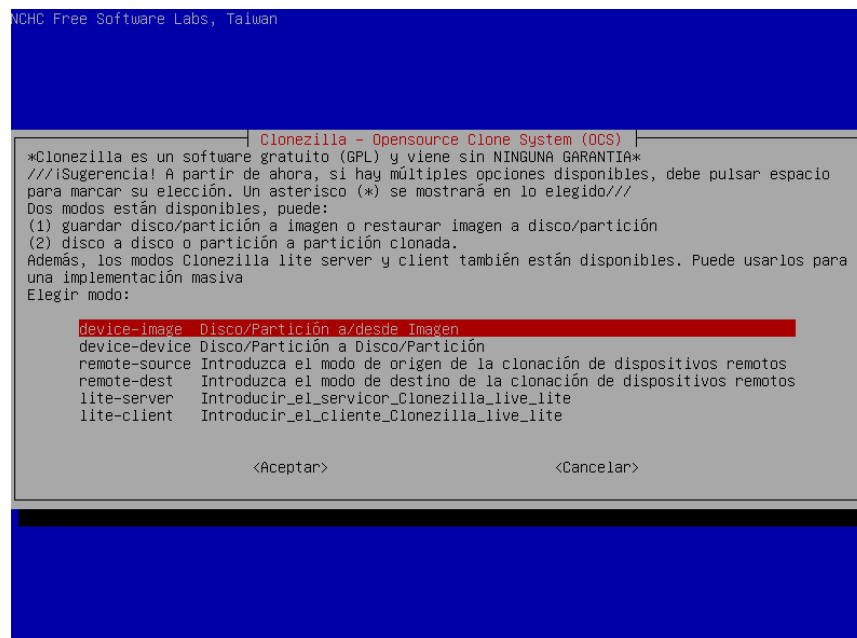 NCHC Free Software Labs, Taiwan
Clonezilla - Opensource Clone System (OCS)
*Clonezilla es un software gratuito (GPL) y viene sin NINGUNA GARANTIA*
///¡Sugerencia! A partir de ahora, si hay múltiples opciones disponibles, debe pulsar espacio
para marcar su elección. Un asterisco (*) se mostrará en lo elegido///
Dos modos están disponibles, puede:
(1) guardar disco/partición a imagen o restaurar imagen a disco/partición
(2) disco a disco o partición a partición clonada.
Además, los modos Clonezilla lite server y client también están disponibles. Puede usarlos para
una implementación masiva
Elegir modo:
device-image Disco/Partición a/desde Imagen
device-device Disco/Partición a Disco/Partición
remote-source Introduzca el modo de origen de la clonación de dispositivos remotos
remote-dest Introduzca el modo de destino de la clonación de dispositivos remotos
lite-server Introducir_el_servicor_Clonezilla_live_lite
lite-client Introducir_el_cliente_Clonezilla_live_lite
<Aceptar> <Cancelar>